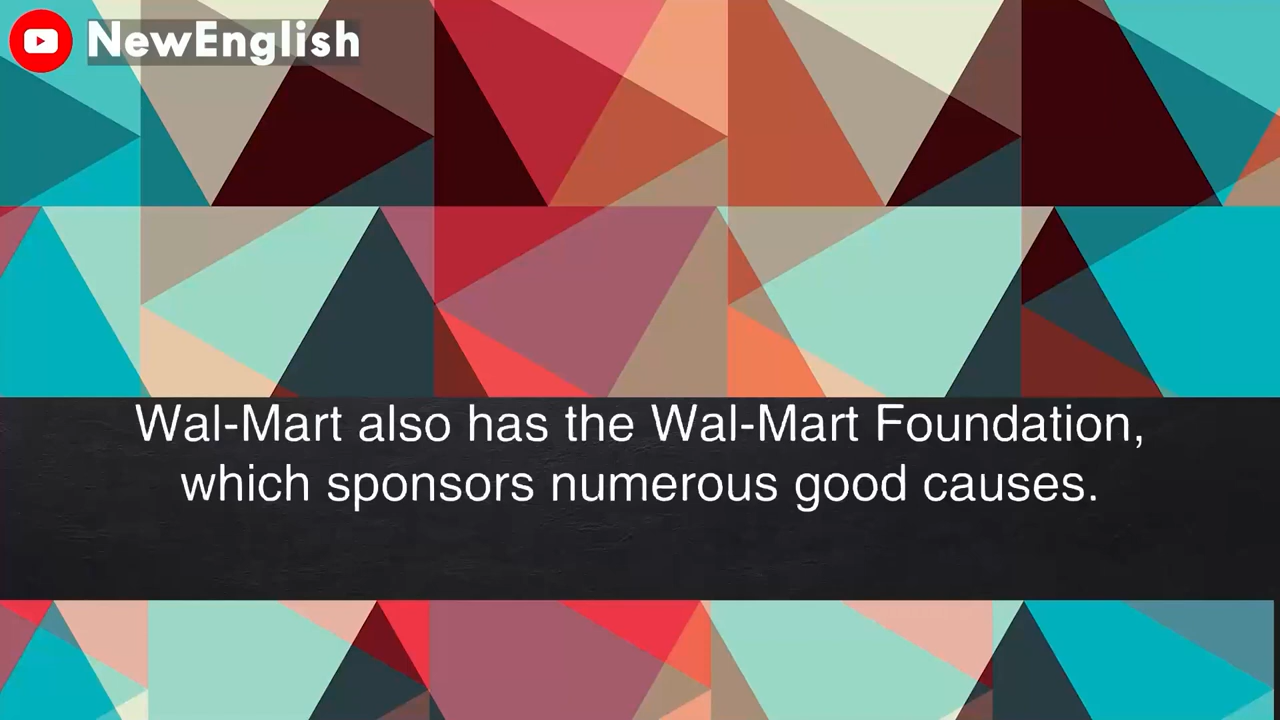 NewEnglish
Wal-Mart also has the Wal-Mart Foundation,
which sponsors numerous good causes.